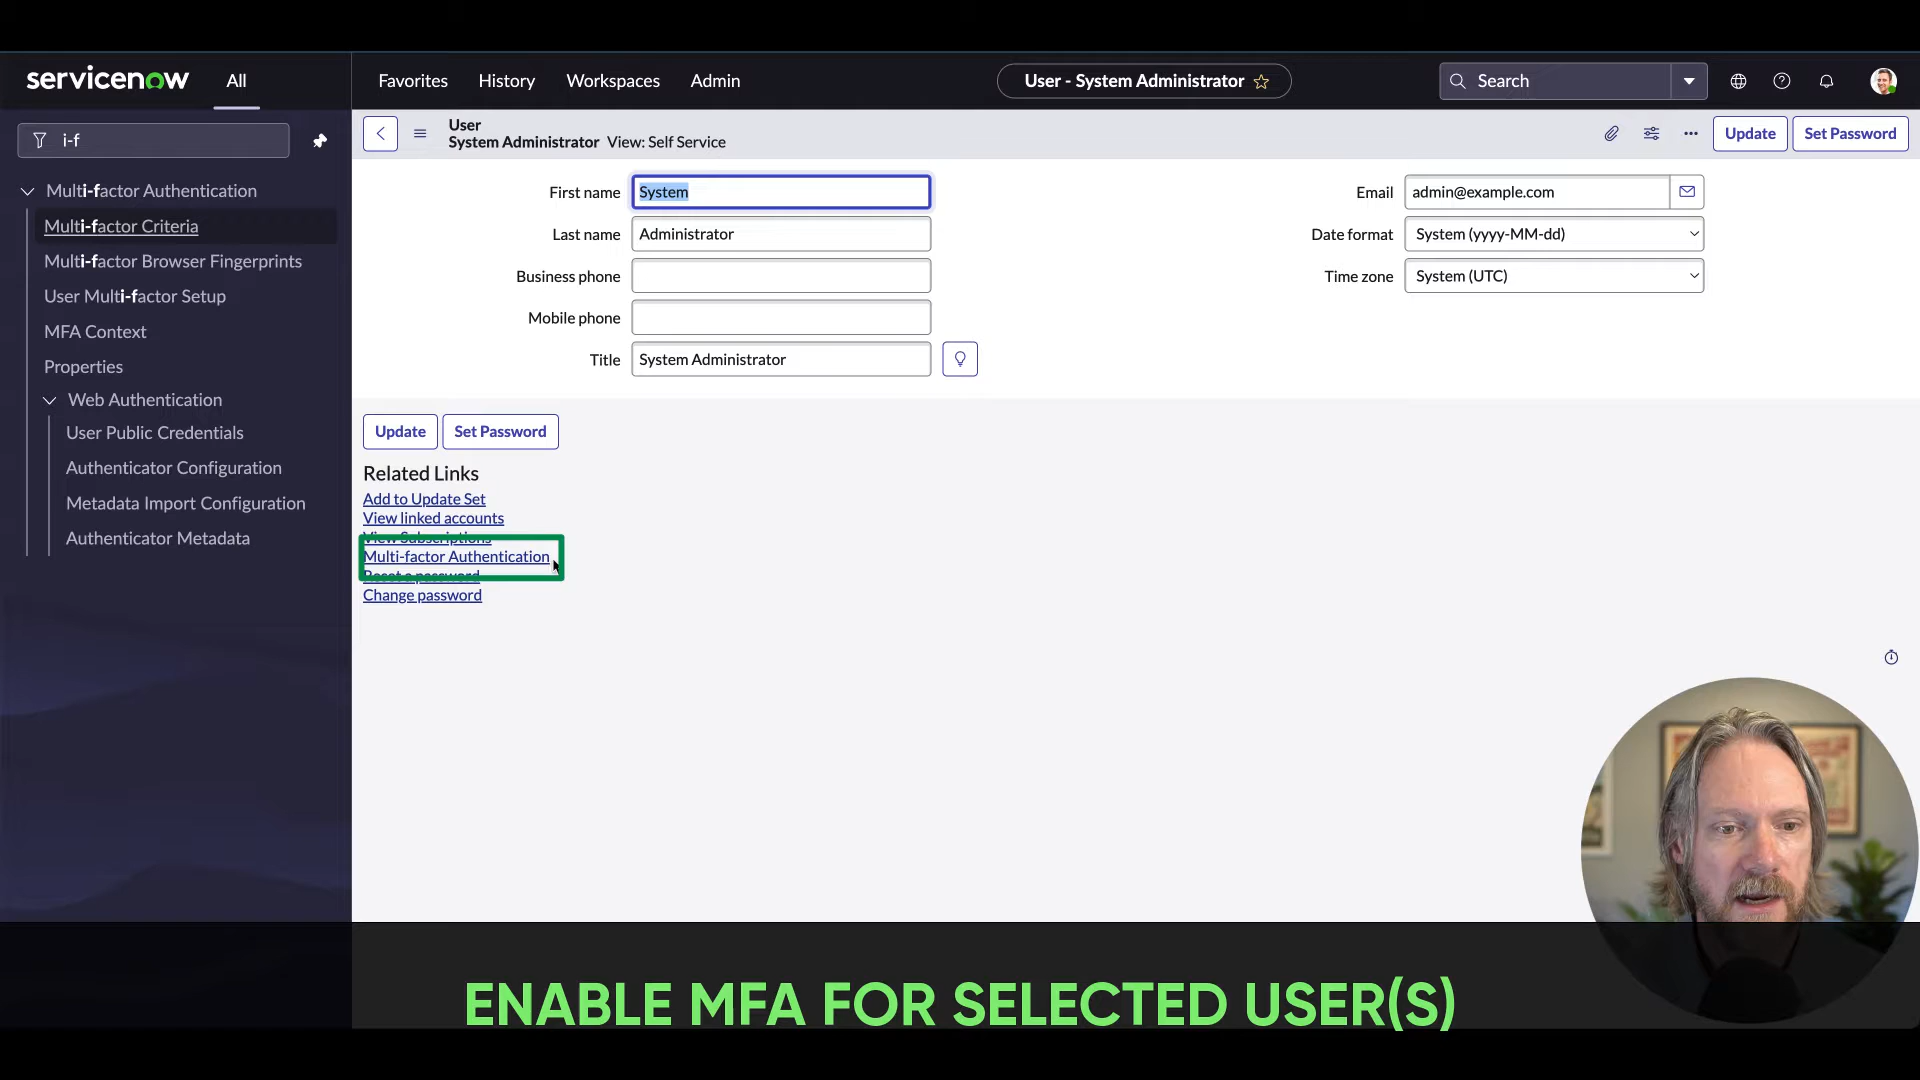 servicenow
All
Favorites
History
Workspaces
Admin
User - System Administrator
Search
i-f
Multi-factor Authentication
Multi-factor Criteria
Multi-factor Browser Fingerprints
User Multi-factor Setup
MFA Context
Properties
Web Authentication
User Public Credentials
Authenticator Configuration
Metadata Import Configuration
Authenticator Metadata
User
System Administrator View: Self Service
Update
Set Password
First name
System
Last name
Administrator
Business phone
Mobile phone
Title
System Administrator
Email
admin@example.com
Date format
System (yyyy-MM-dd)
Time zone
System (UTC)
Update
Set Password
Related Links
Add to Update Set
View linked accounts
View Subscriptions
Multi-factor Authentication
Reset a password
Change password
ENABLE MFA FOR SELECTED USER(S)